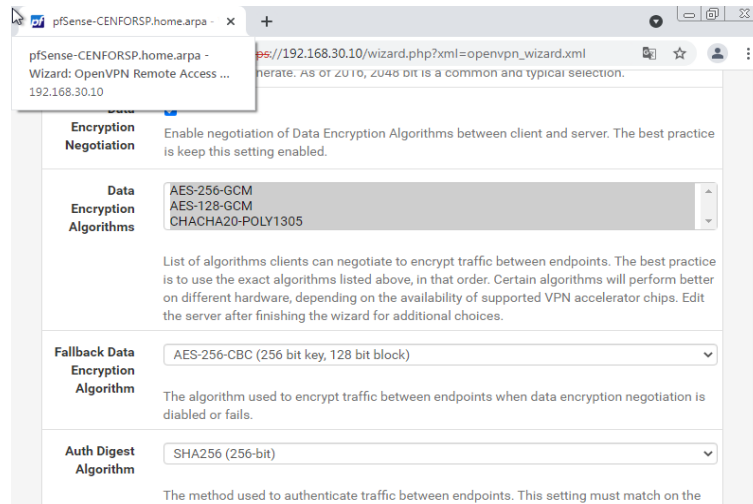 pfSense-CENFORSP.home.arpa -
pfSense-CENFORSP.home.arpa -
Wizard: OpenVPN Remote Access ...
192.168.30.10
//192.168.30.10/wizard.php?xml=openvpn_wizard.xml
As of 2016, 2048 bit is a common and typical selection.
Data
Encryption
Negotiation
Enable negotiation of Data Encryption Algorithms between client and server. The best practice
is keep this setting enabled.
Data
Encryption
Algorithms
AES-256-GCM
AES-128-GCM
CHACHA20-POLY1305
List of algorithms clients can negotiate to encrypt traffic between endpoints. The best practice
is to use the exact algorithms listed above, in that order. Certain algorithms will perform better
on different hardware, depending on the availability of supported VPN accelerator chips. Edit
the server after finishing the wizard for additional choices.
Fallback Data
Encryption
Algorithm
AES-256-CBC (256 bit key, 128 bit block)
The algorithm used to encrypt traffic between endpoints when data encryption negotiation is
diabled or fails.
Auth Digest
Algorithm
SHA256 (256-bit)
The method used to authenticate traffic between endpoints. This setting must match on the